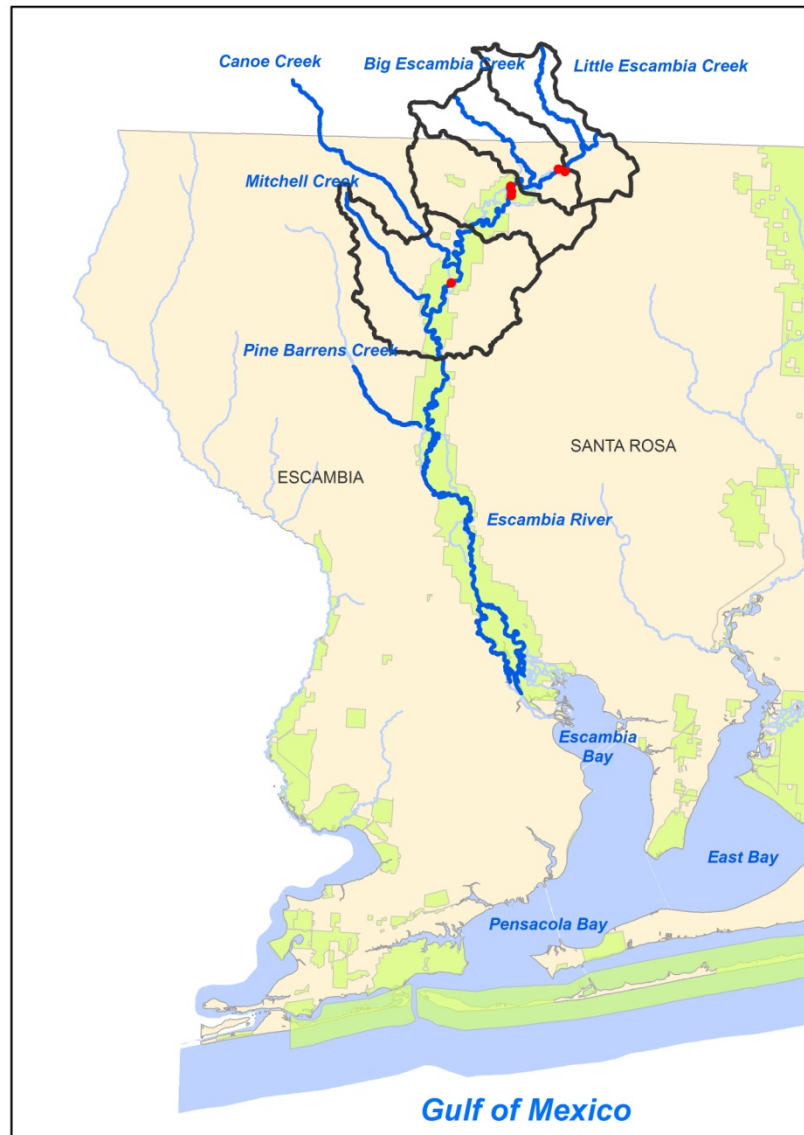 Canoe Creek
Big Escambia Creek
Little Escambia Creek
Mitchell Creek
Pine Barrens Creek
SANTA ROSA
ESCAMBIA
Escambia River
Escambia
Bay
East Bay
Pensacola Bay
Gulf of Mexico